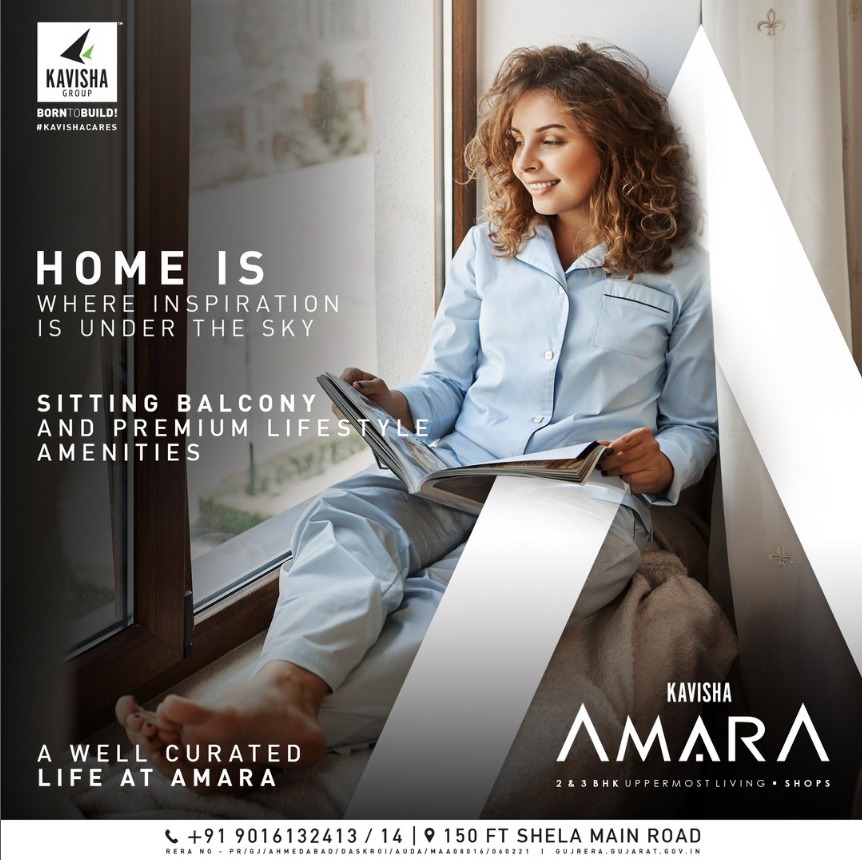 KAVISHA
GROUP
BORNTOBUILD!
#KAVISHACARES
HOME IS
WHERE INSPIRATION
IS UNDER THE SKY
SITTING BALCONY
AND PREMIUM LIFESTYLE
AMENITIES
A WELL CURATED
LIFE AT AMARA
KAVISHA
AMARA
2 & 3 BHK UPPERMOST LIVING • SHOPS
+91 9016132413 / 14 | 150 FT SHELA MAIN ROAD
RERA NO - PR/GJ/AHMEDABAD/DASKROI/AUDA/MAA08016/060221 | GUJRERA.GUJARAT.GOV.IN